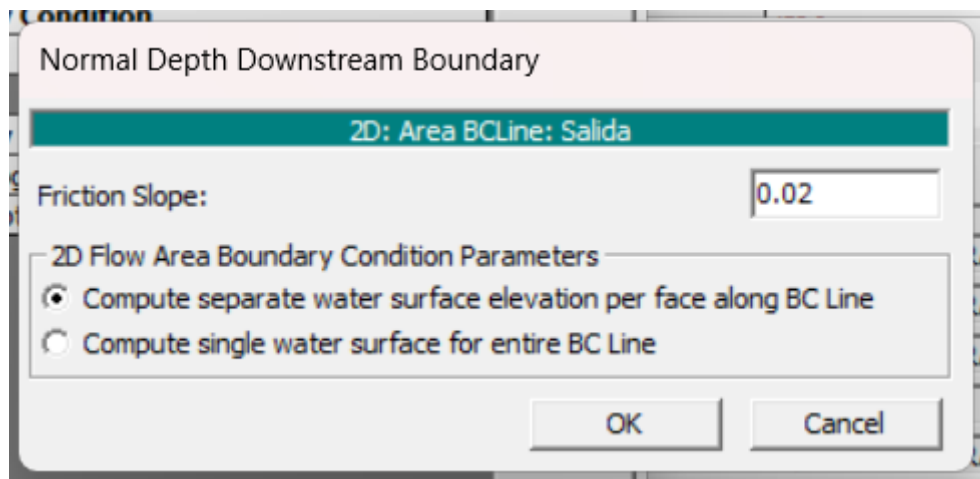 Condition
Normal Depth Downstream Boundary
2D: Area BCLine: Salida
Friction Slope:
0.02
2D Flow Area Boundary Condition Parameters
Compute separate water surface elevation per face along BC Line
Compute single water surface for entire BC Line
OK
Cancel